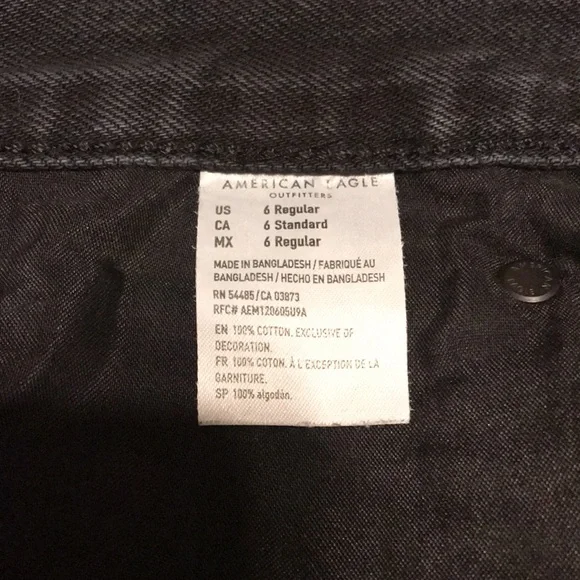 AMERICAN EAGLE
OUTFITTERS
US 6 Regular
CA 6 Standard
MX 6 Regular
MADE IN BANGLADESH / FABRIQUÉ AU
BANGLADESH / HECHO EN BANGLADESH
RN 54485/CA 03873
RFC# AEM120605U9A
EN 100% COTTON. EXCLUSIVE OF
DECORATION.
FR 100% COTON. À L'EXCEPTION DE LA
GARNITURE.
SP 100% algodón.